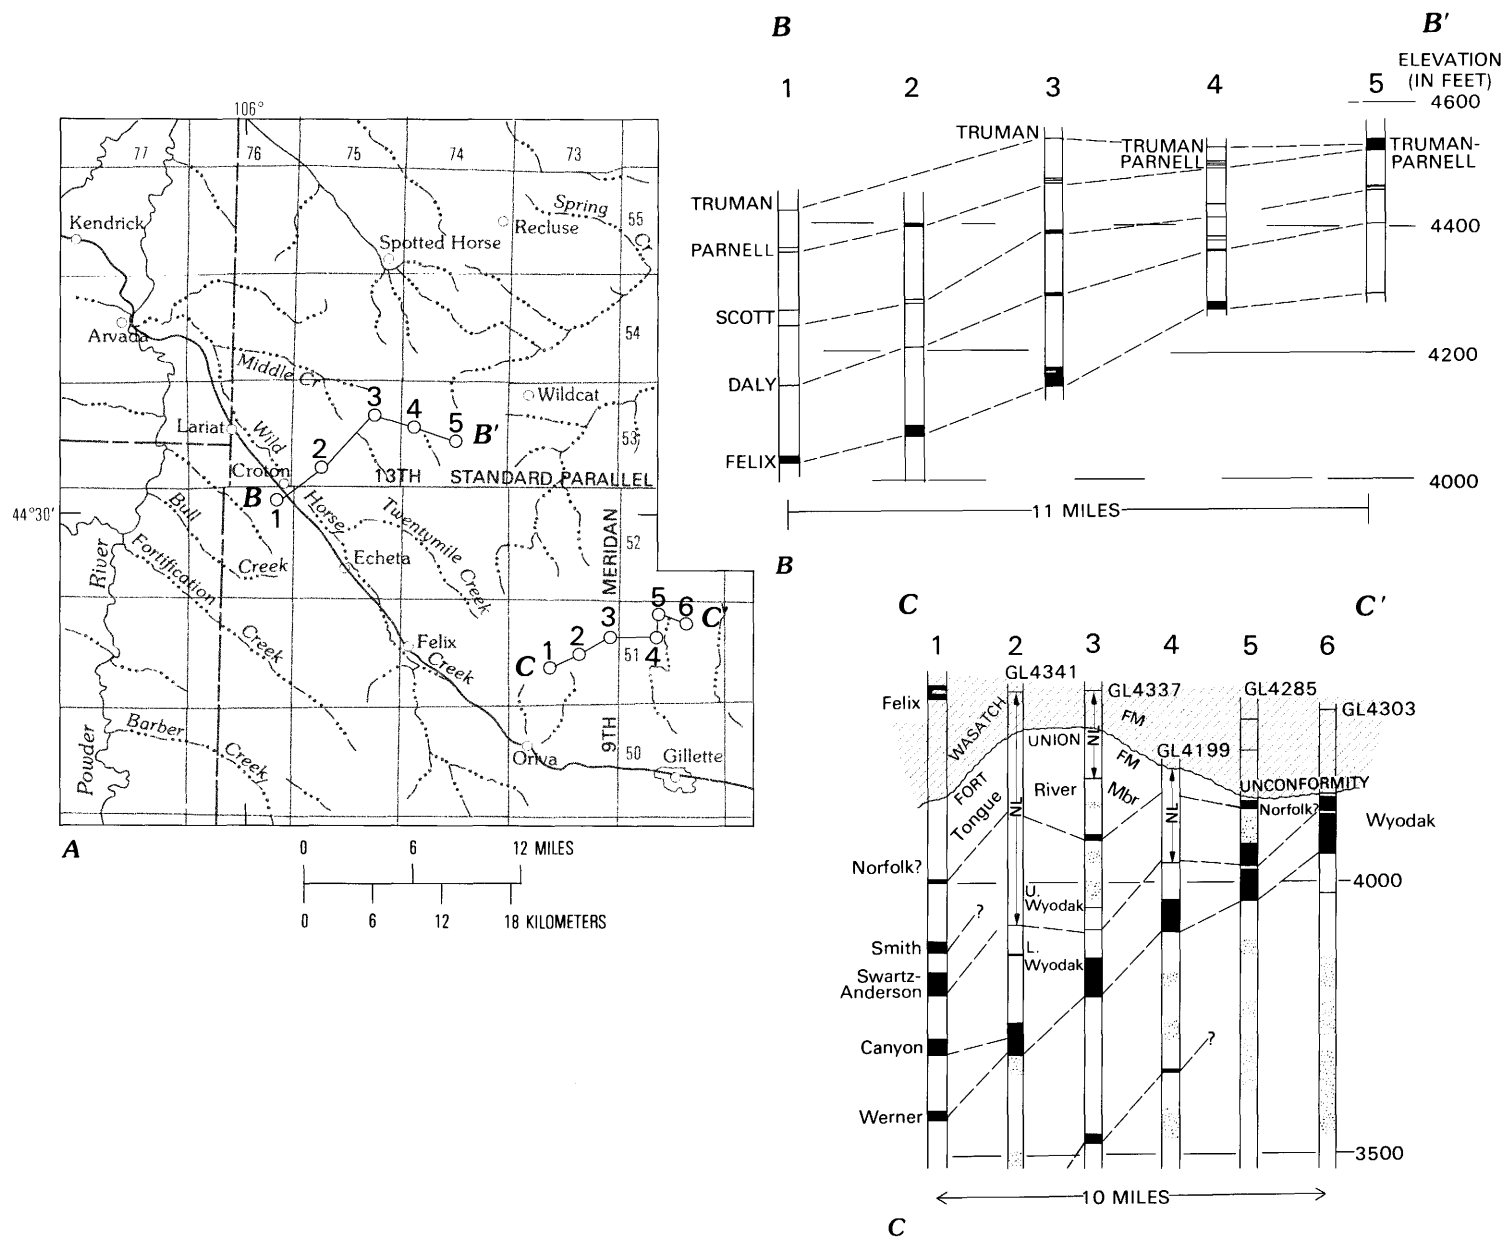 106°
77
76
75
74
73
Kendrick
Spring
Cr
55
Recluse
Spotted Horse
Arvada
54
Middle Cr
Wildcat
3
4
5
B'
Lariat
Wild
53
2
Croton
13TH STANDARD PARALLEL
B
1
Horse
Bull
Twentymile
44°30'
MERIDAN
52
Fortification
River
Creek
Echeta
Creek
5
6
3
C'
Creek
2
1
51
4
Felix
C
Creek
9TH
Barber
50
Powder
Creek
Oriva
Gillette
A
0 6 12 MILES
0 6 12 18 KILOMETERS
B
B'
ELEVATION
(IN FEET)
1 2 3 4 5
4600
TRUMAN
TRUMAN
PARNELL
TRUMAN-
PARNELL
TRUMAN
4400
PARNELL
SCOTT
4200
DALY
FELIX
4000
11 MILES
B
C
C'
1 2 3 4 5 6
GL4341
GL4337
GL4285
GL4303
Felix
WASATCH
FM
UNION
NL
FM
GL4199
FORT
River
Mbr
UNCONFORMITY
Tongue
NL
NL
Norfolk?
Wyodak
Norfolk?
4000
U.
Wyodak
?
Smith
L.
Wyodak
Swartz-
Anderson
Canyon
?
Werner
3500
10 MILES
C